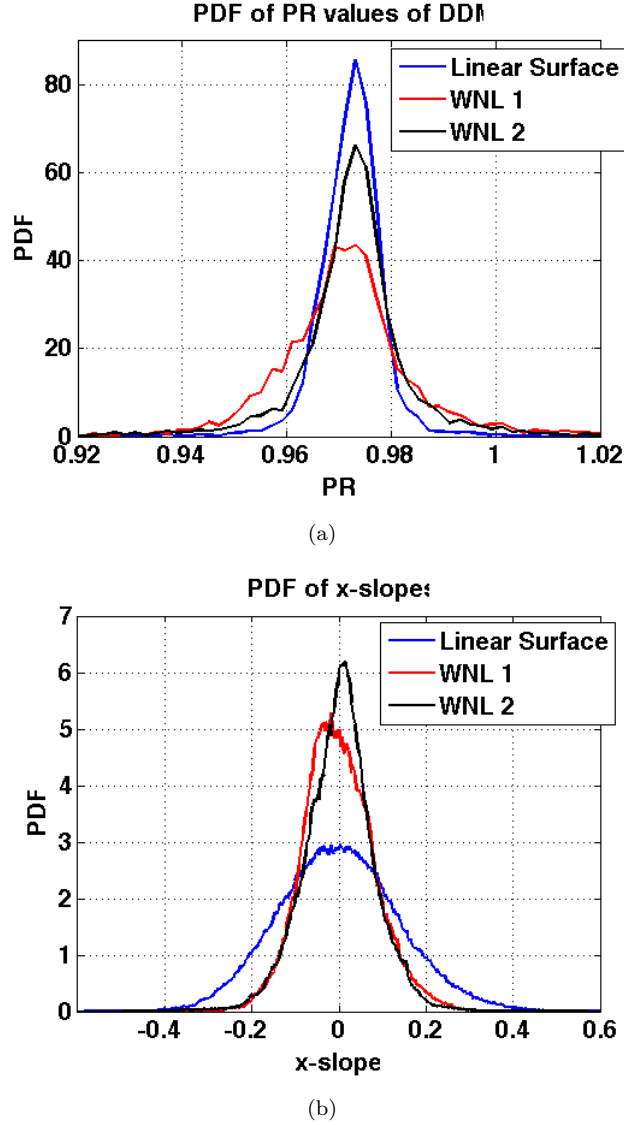 PDF of PR values of DDM
80
60
40
20
0
PDF
Linear Surface
WNL 1
WNL 2
0.92 0.94 0.96 0.98 1 1.02
PR
(a)
PDF of x-slopes
7
6
5
4
3
2
1
0
PDF
Linear Surface
WNL 1
WNL 2
-0.4 -0.2 0 0.2 0.4 0.6
x-slope
(b)